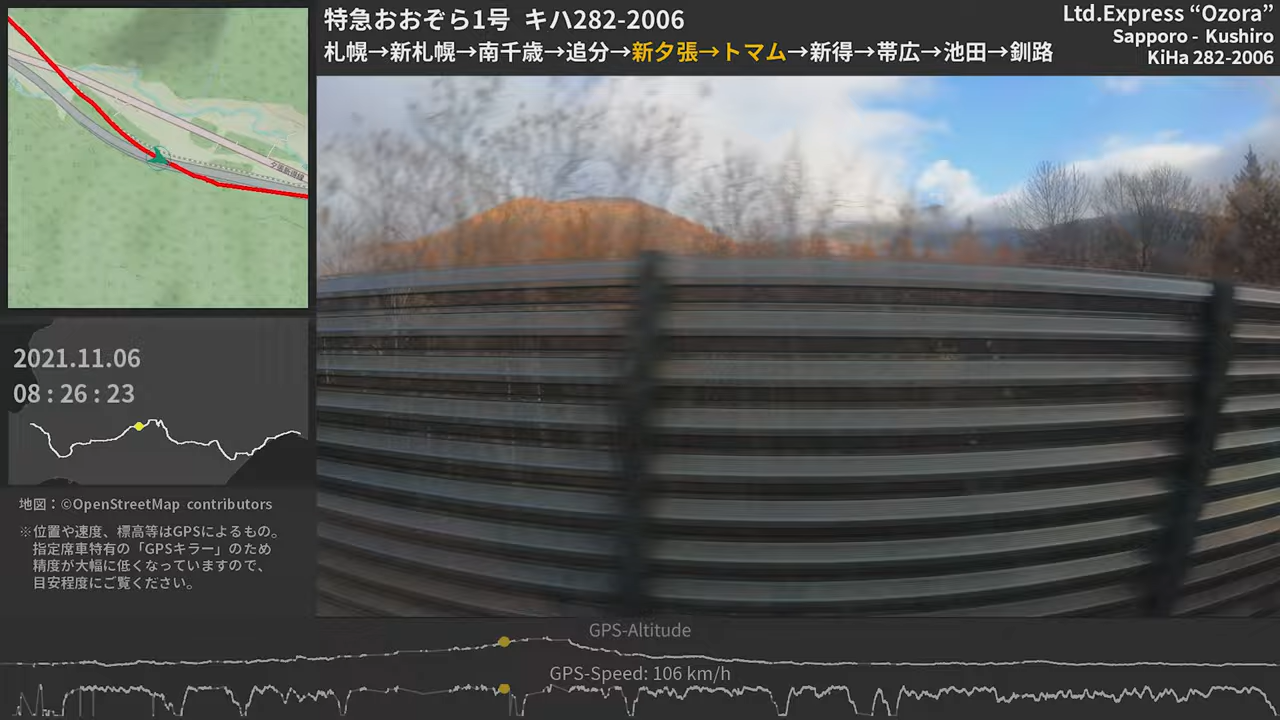 特急おおぞら1号 キハ282-2006
札幌→新札幌→南千歳→追分→新夕張→トマム→新得→帯広→池田→釧路
Ltd.Express “Ozora”
Sapporo - Kushiro
KiHa 282-2006
2021.11.06
08 : 26 : 23
地図：©OpenStreetMap contributors
※位置や速度、標高等はGPSによるもの。
指定席車特有の「GPSキラー」のため
精度が大幅に低くなっていますので、
目安程度にご覧ください。
GPS-Altitude
GPS-Speed: 106 km/h